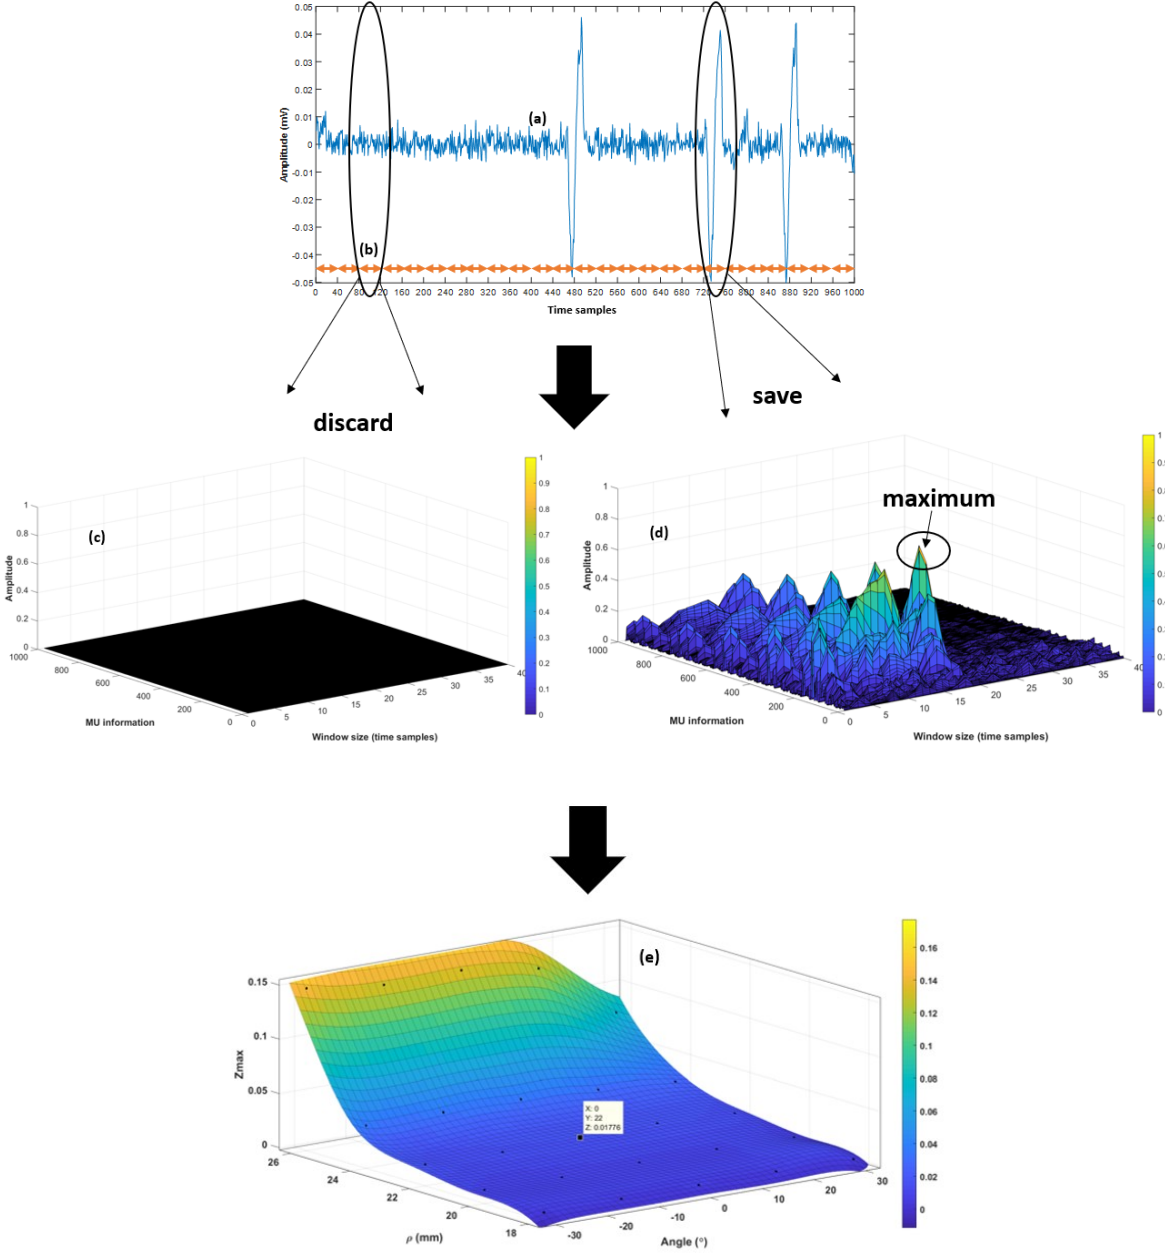 0.05
0.04
0.03
0.02
0.01
0
-0.01
-0.02
-0.03
-0.04
-0.05
Amplitude (mV)
(a)
(b)
0 40 80 120 160 200 240 280 320 360 400 440 480 520 560 600 640 680 720 760 800 840 880 920 960 1000
Time samples
discard
save
(c)
1
0.8
0.6
0.4
0.2
0
Amplitude
1000
800
600
400
200
0
MU information
0 5 10 15 20 25 30 35 40
Window size (time samples)
1
0.9
0.8
0.7
0.6
0.5
0.4
0.3
0.2
0.1
0
(d)
maximum
1
0.8
0.6
0.4
0.2
0
Amplitude
1000
800
600
400
200
0
MU information
0 5 10 15 20 25 30 35 40
Window size (time samples)
1
0
(e)
0.15
0.1
0.05
0
Zmax
26
24
22
20
18
ρ (mm)
-30 -20 -10 0 10 20 30
Angle (°)
X: 0
Y: 22
Z: 0.01776
0.16
0.14
0.12
0.1
0.08
0.06
0.04
0.02
0